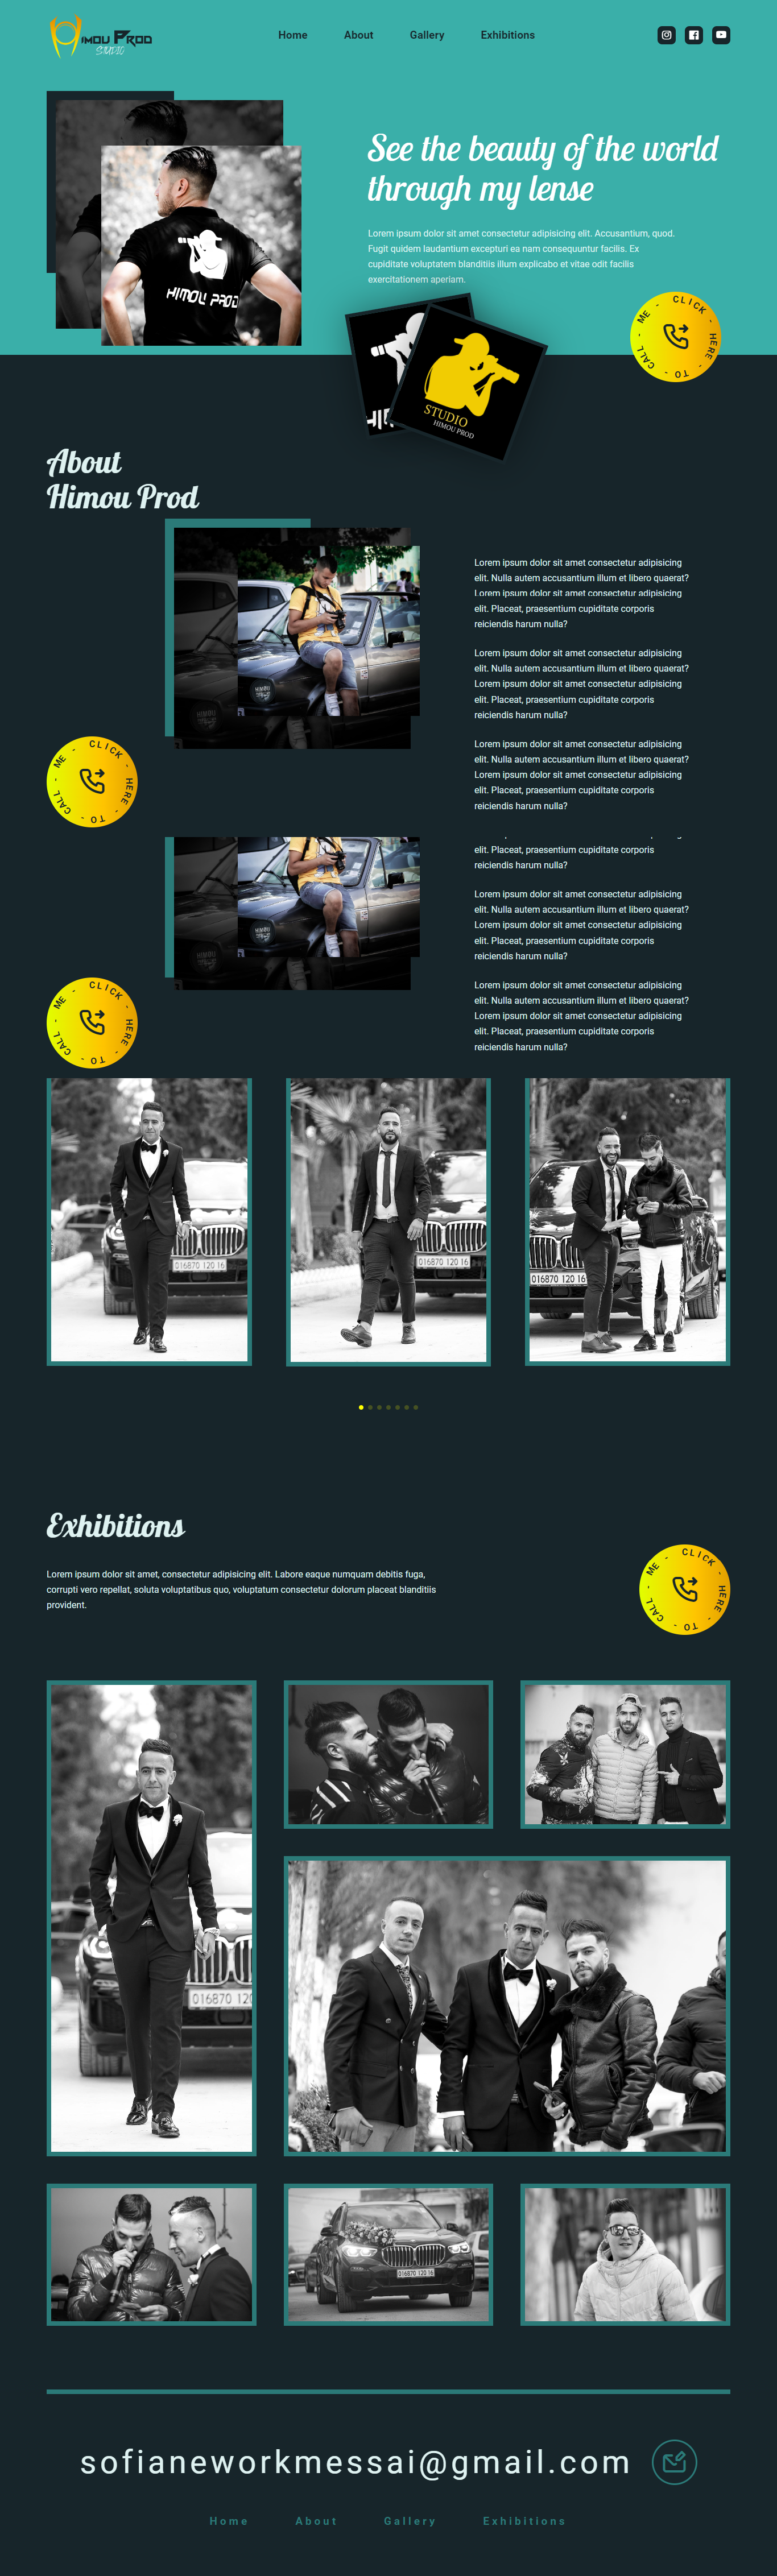 IMOU PROD
STUDIO
Home
About
Gallery
Exhibitions
See the beauty of the world
through my lense
Lorem ipsum dolor sit amet consectetur adipisicing elit. Accusantium, quod.
Fugit quidem laudantium excepturi ea nam consequuntur facilis. Ex
cupiditate voluptatem blanditiis illum explicabo et vitae odit facilis
exercitationem aperiam.
HIMOU PROD
CLICK - HERE - TO - CALL - ME -
STUDIO
HIMOU PROD
About
Himou Prod
Lorem ipsum dolor sit amet consectetur adipisicing
elit. Nulla autem accusantium illum et libero quaerat?
Lorem ipsum dolor sit amet consectetur adipisicing
elit. Placeat, praesentium cupiditate corporis
reiciendis harum nulla?
Lorem ipsum dolor sit amet consectetur adipisicing
elit. Nulla autem accusantium illum et libero quaerat?
Lorem ipsum dolor sit amet consectetur adipisicing
elit. Placeat, praesentium cupiditate corporis
reiciendis harum nulla?
Lorem ipsum dolor sit amet consectetur adipisicing
elit. Nulla autem accusantium illum et libero quaerat?
Lorem ipsum dolor sit amet consectetur adipisicing
elit. Placeat, praesentium cupiditate corporis
reiciendis harum nulla?
HIMOU
CLICK - HERE - TO - CALL - ME -
elit. Placeat, praesentium cupiditate corporis
reiciendis harum nulla?
Lorem ipsum dolor sit amet consectetur adipisicing
elit. Nulla autem accusantium illum et libero quaerat?
Lorem ipsum dolor sit amet consectetur adipisicing
elit. Placeat, praesentium cupiditate corporis
reiciendis harum nulla?
Lorem ipsum dolor sit amet consectetur adipisicing
elit. Nulla autem accusantium illum et libero quaerat?
Lorem ipsum dolor sit amet consectetur adipisicing
elit. Placeat, praesentium cupiditate corporis
reiciendis harum nulla?
HIMOU
CLICK - HERE - TO - CALL - ME -
016870 120 16
016870 120 16
016870 120 16
Exhibitions
Lorem ipsum dolor sit amet, consectetur adipisicing elit. Labore eaque numquam debitis fuga,
corrupti vero repellat, soluta voluptatibus quo, voluptatum consectetur dolorum placeat blanditiis
provident.
CLICK - HERE - TO - CALL - ME -
016870 120
016870 120 16
sofianeworkmessai@gmail.com
Home
About
Gallery
Exhibitions